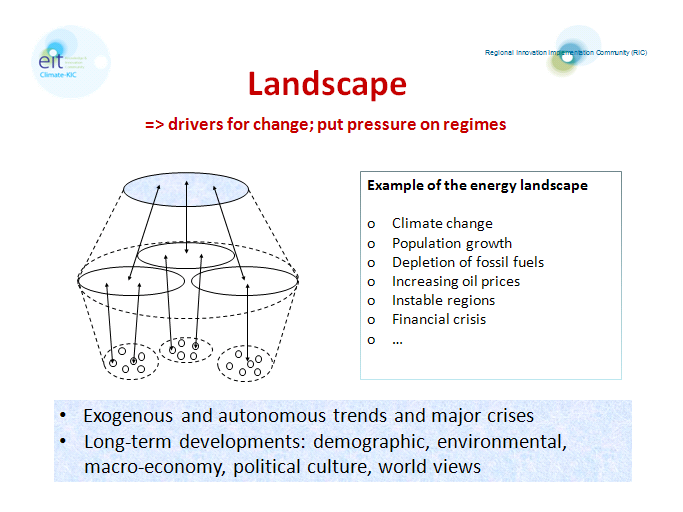 eit
Climate-KIC
Regional Innovation Implementation Community (RIC)
Landscape
=> drivers for change; put pressure on regimes
Example of the energy landscape
o Climate change
o Population growth
o Depletion of fossil fuels
o Increasing oil prices
o Instable regions
o Financial crisis
o ...
• Exogenous and autonomous trends and major crises
• Long-term developments: demographic, environmental,
macro-economy, political culture, world views